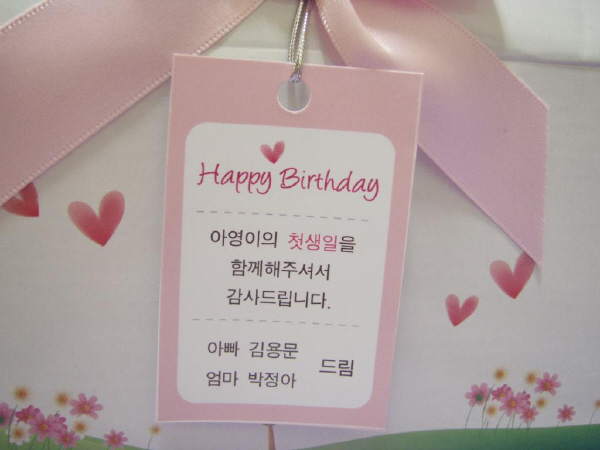 Happy Birthday
아영이의 첫생일을
함께해주셔서
감사드립니다.
아빠 김용문
엄마 박정아
드림